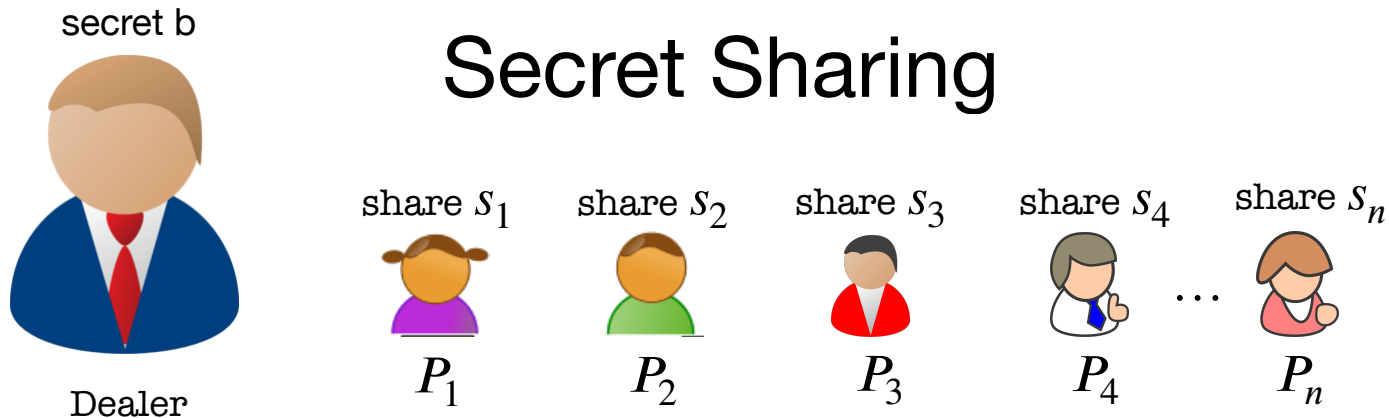 secret b
Secret Sharing
share s₁ share s₂ share s₃ share s₄ share sₙ
...
P₁ P₂ P₃ P₄ Pₙ
Dealer